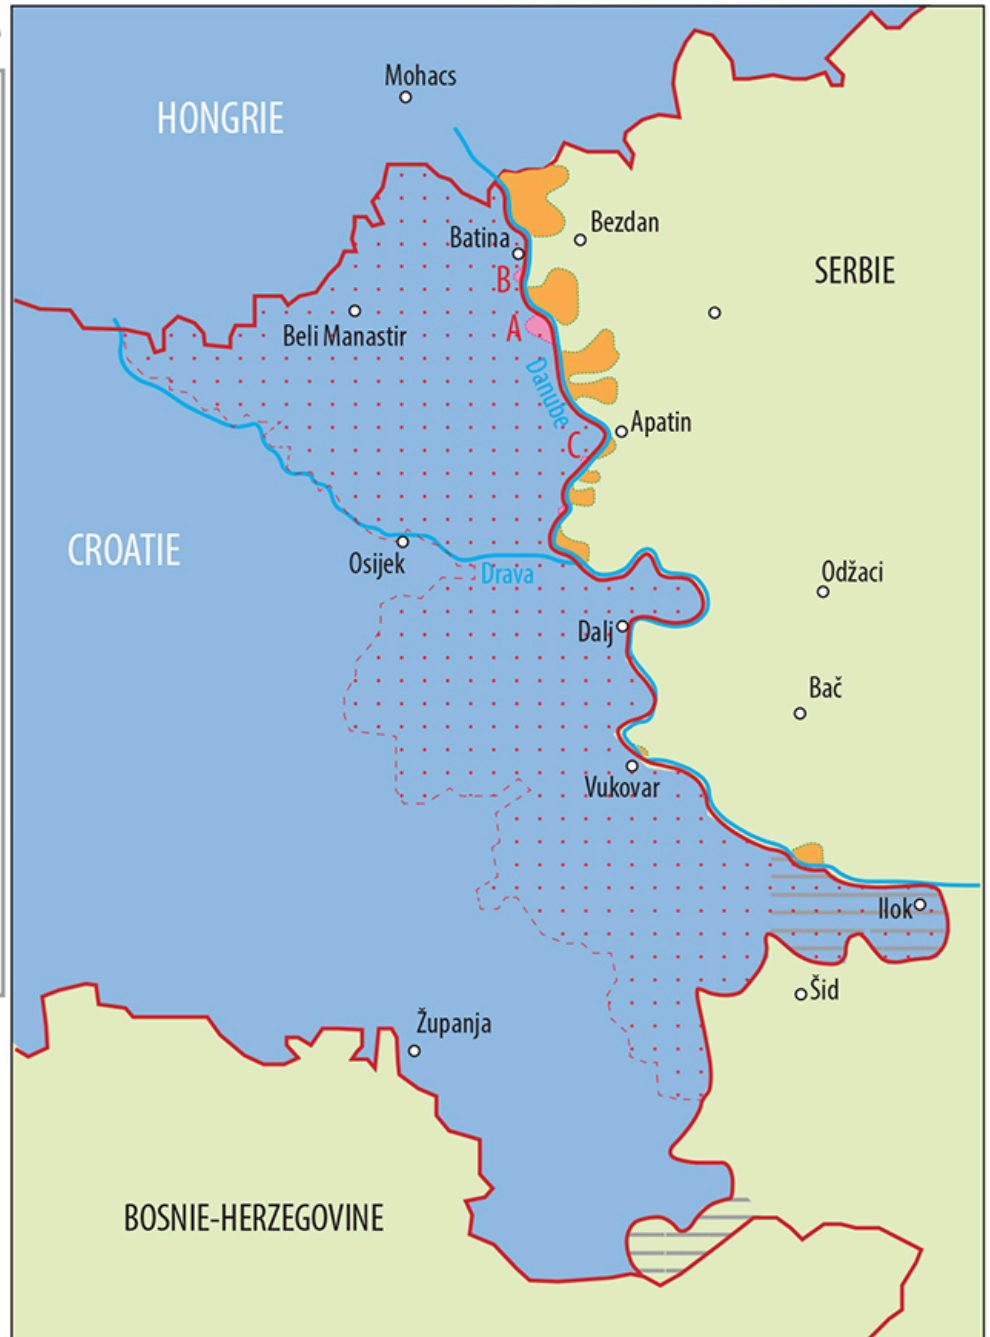 Mohacs
HONGRIE
Bezdan
Batina
SERBIE
B
A
Beli Manastir
Danube
Apatin
C
CROATIE
Osijek
Drava
Odžaci
Dalj
Bač
Vukovar
Ilok
Šid
Županja
BOSNIE-HERZEGOVINE